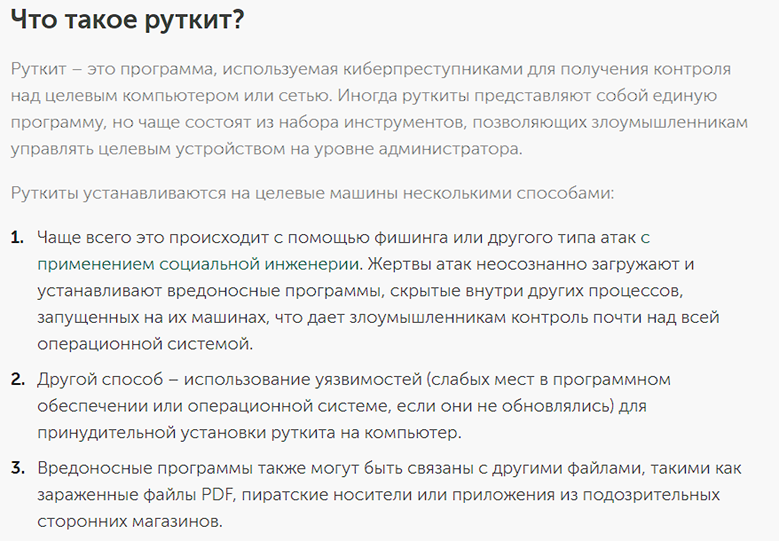 Что такое руткит?
Руткит – это программа, используемая киберпреступниками для получения контроля
над целевым компьютером или сетью. Иногда руткиты представляют собой единую
программу, но чаще состоят из набора инструментов, позволяющих злоумышленникам
управлять целевым устройством на уровне администратора.
Руткиты устанавливаются на целевые машины несколькими способами:
1. Чаще всего это происходит с помощью фишинга или другого типа атак с
применением социальной инженерии. Жертвы атак неосознанно загружают и
устанавливают вредоносные программы, скрытые внутри других процессов,
запущенных на их машинах, что дает злоумышленникам контроль почти над всей
операционной системой.
2. Другой способ – использование уязвимостей (слабых мест в программном
обеспечении или операционной системе, если они не обновлялись) для
принудительной установки руткита на компьютер.
3. Вредоносные программы также могут быть связаны с другими файлами, такими как
зараженные файлы PDF, пиратские носители или приложения из подозрительных
сторонних магазинов.